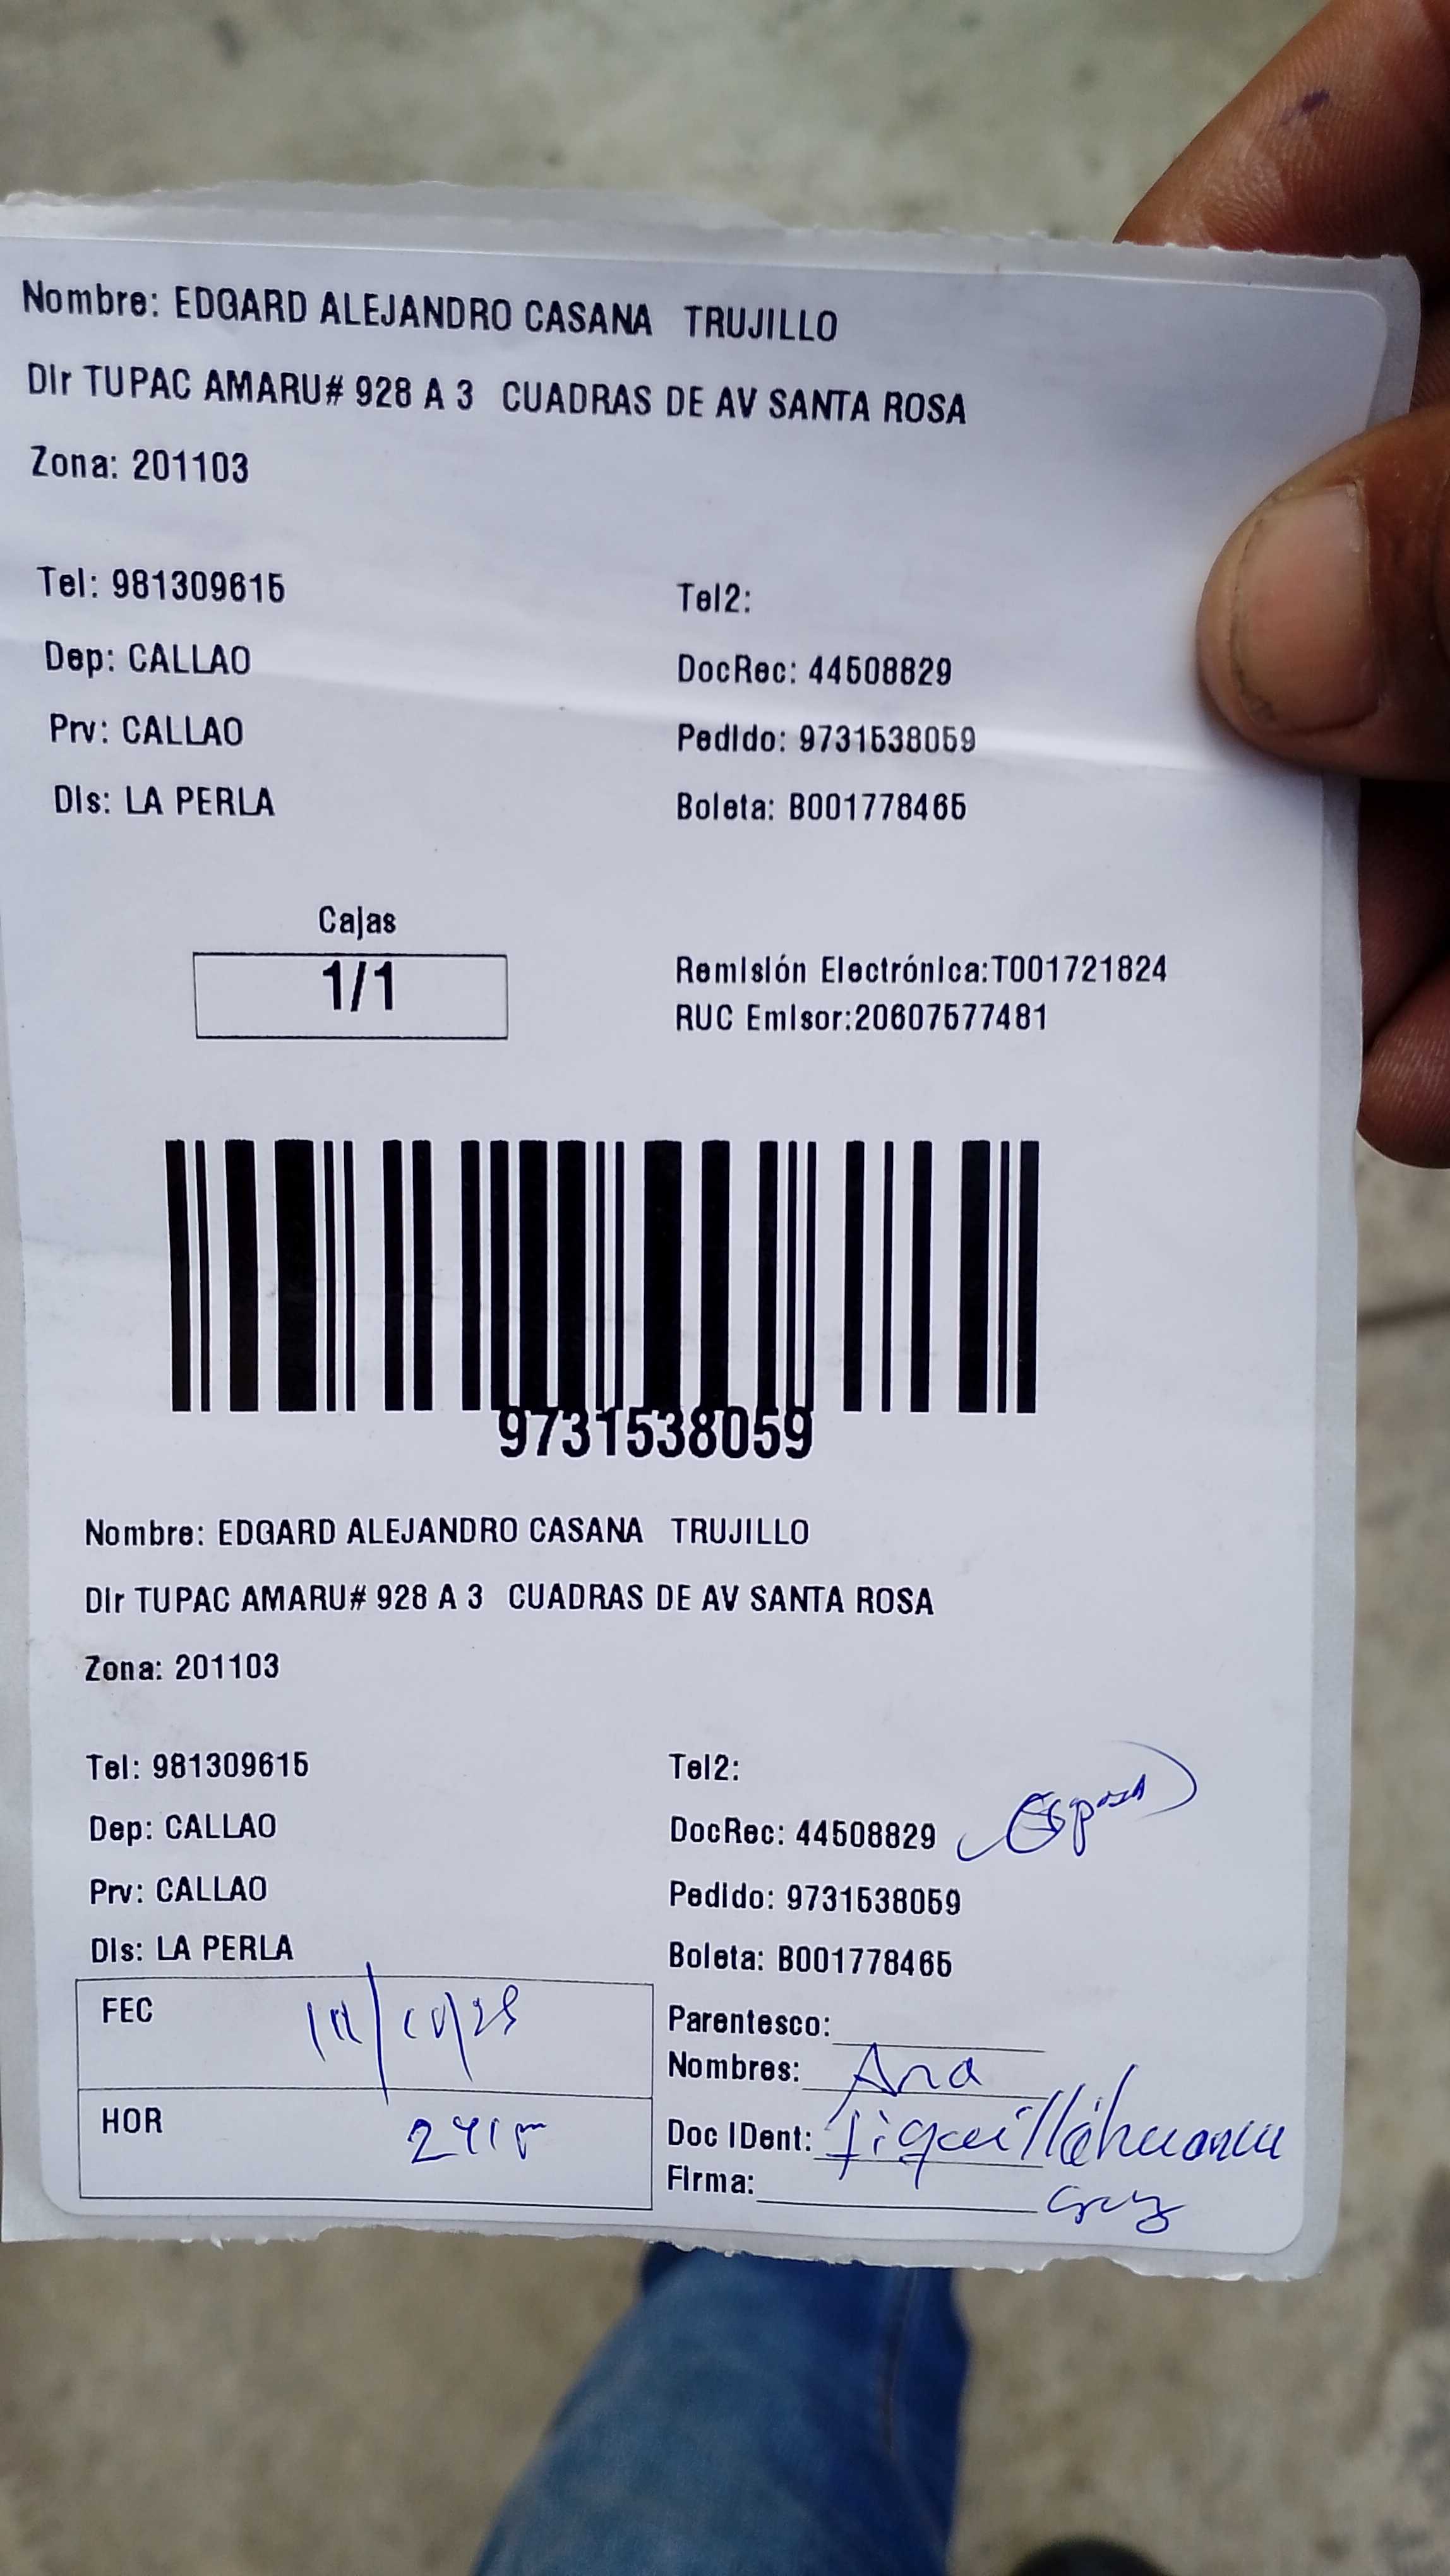 Nombre: EDGARD ALEJANDRO CASANA TRUJILLO
Dir TUPAC AMARU# 928 A 3 CUADRAS DE AV SANTA ROSA
Zona: 201103
Tel: 981309615
Tel2:
Dep: CALLAO
DocRec: 44508829
Prv: CALLAO
Pedido: 9731538059
Dis: LA PERLA
Boleta: B001778465
Cajas
1/1
Remisión Electrónica:T001721824
RUC Emisor:20607577481
9731538059
Nombre: EDGARD ALEJANDRO CASANA TRUJILLO
Dir TUPAC AMARU# 928 A 3 CUADRAS DE AV SANTA ROSA
Zona: 201103
Tel: 981309615
Tel2:
Dep: CALLAO
DocRec: 44508829 Esposa
Prv: CALLAO
Pedido: 9731538059
Dis: LA PERLA
Boleta: B001778465
FEC
HOR
Parentesco:
Nombres: Ana
Doc IDent:
Firma: